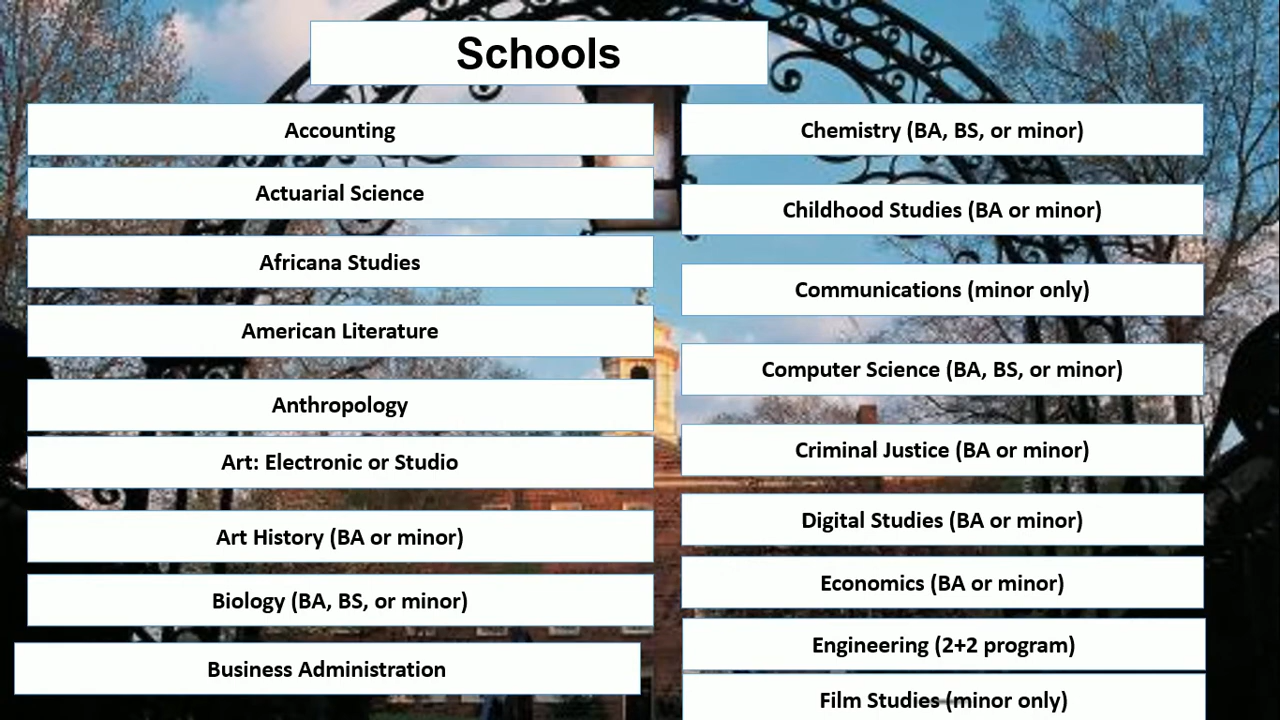 Schools
Accounting
Actuarial Science
Africana Studies
American Literature
Anthropology
Art: Electronic or Studio
Art History (BA or minor)
Biology (BA, BS, or minor)
Business Administration
Chemistry (BA, BS, or minor)
Childhood Studies (BA or minor)
Communications (minor only)
Computer Science (BA, BS, or minor)
Criminal Justice (BA or minor)
Digital Studies (BA or minor)
Economics (BA or minor)
Engineering (2+2 program)
Film Studies (minor only)